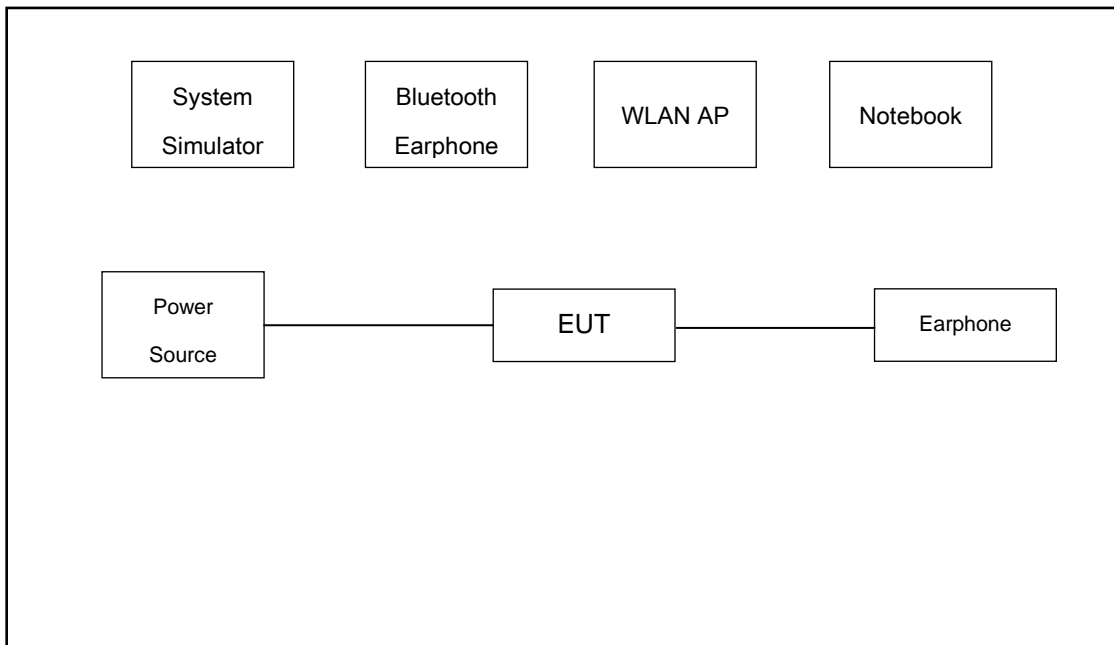 System
Simulator
Bluetooth
Earphone
WLAN AP
Notebook
Power
Source
EUT
Earphone